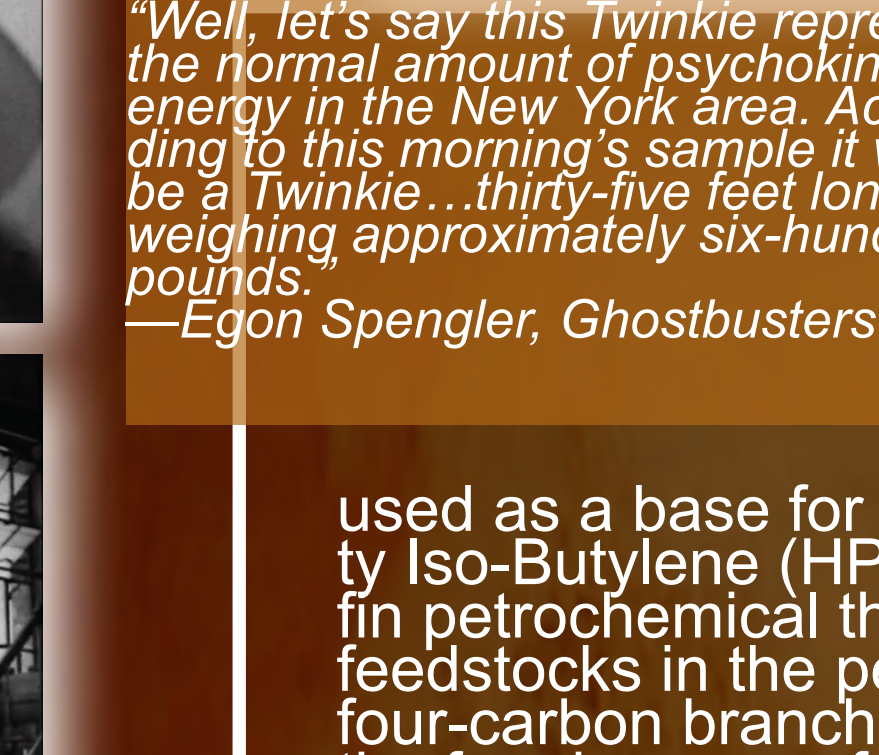 “Well, let’s say this Twinkie repre
the normal amount of psychokin
energy in the New York area. Ac
ding to this morning’s sample it
be a Twinkie…thirty-five feet lon
weighing approximately six-hund
pounds.”
—Egon Spengler, Ghostbusters
used as a base for
ty Iso-Butylene (HP
fin petrochemical th
feedstocks in the pe
four-carbon branch